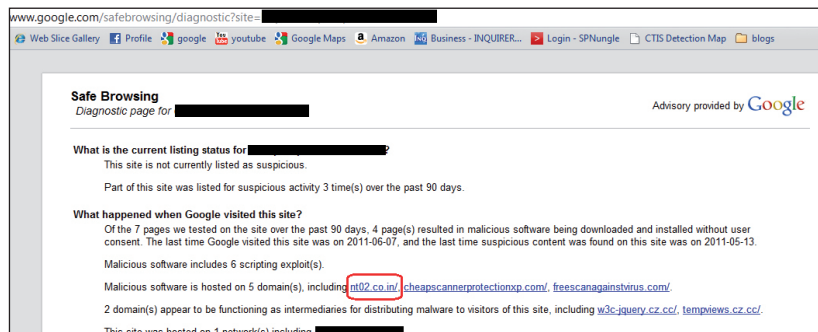 www.google.com/safebrowsing/diagnostic?site=
Web Slice Gallery Profile google youtube Google Maps Amazon Business - INQUIRER... Login - SPNungle CTIS Detection Map blogs
Safe Browsing
Diagnostic page for
Advisory provided by Google
What is the current listing status for ?
This site is not currently listed as suspicious.
Part of this site was listed for suspicious activity 3 time(s) over the past 90 days.
What happened when Google visited this site?
Of the 7 pages we tested on the site over the past 90 days, 4 page(s) resulted in malicious software being downloaded and installed without user
consent. The last time Google visited this site was on 2011-06-07, and the last time suspicious content was found on this site was on 2011-05-13.
Malicious software includes 6 scripting exploit(s).
Malicious software is hosted on 5 domain(s), including nt02.co.in/, cheapscannerprotectionxp.com/, freescanagainstvirus.com/.
2 domain(s) appear to be functioning as intermediaries for distributing malware to visitors of this site, including w3c-jquery.cz.cc/, tempviews.cz.cc/.
This site was hosted on 1 network(s) including